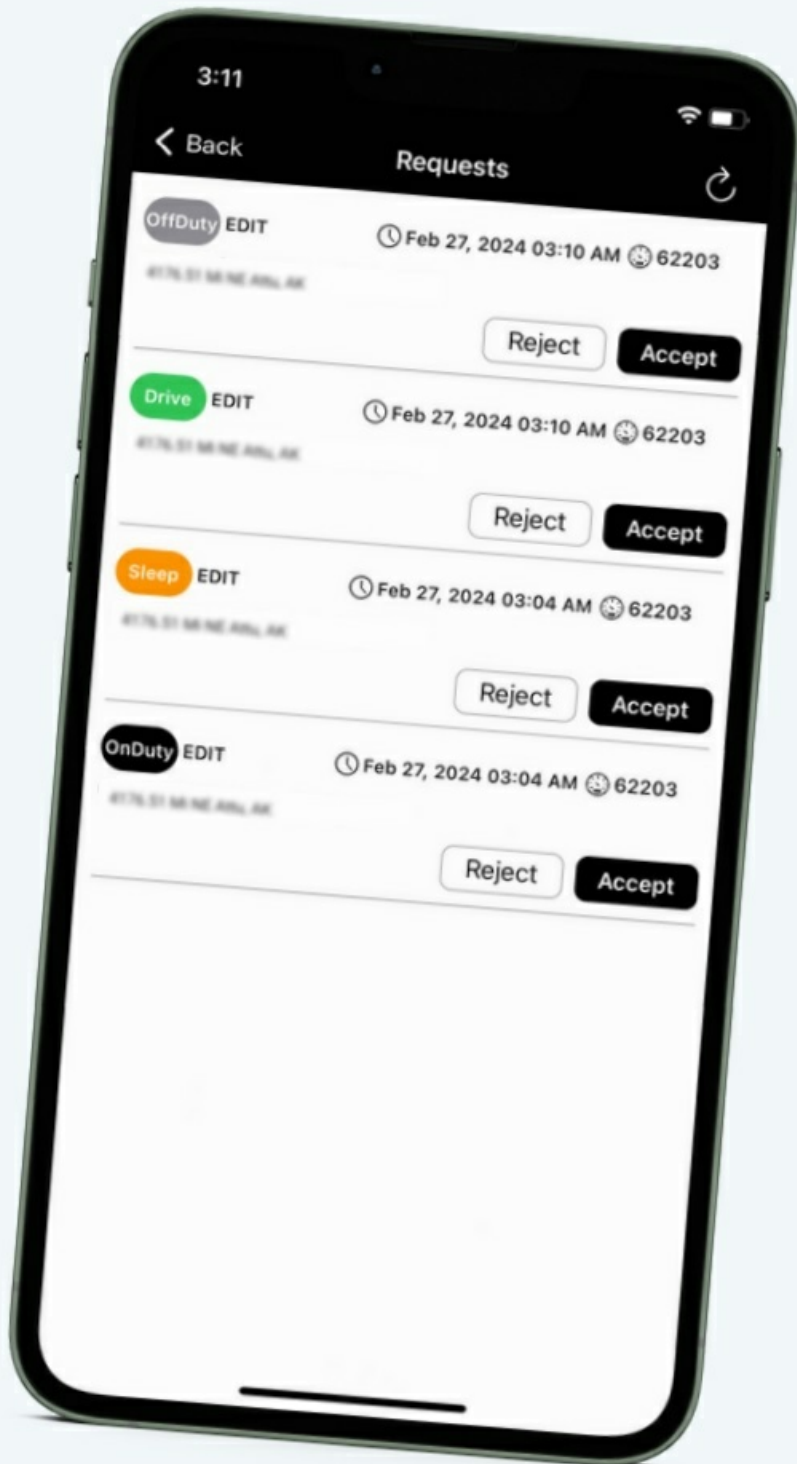 3:11
Back
Requests
OffDuty EDIT Feb 27, 2024 03:10 AM 62203
Reject Accept
Drive EDIT Feb 27, 2024 03:10 AM 62203
Reject Accept
Sleep EDIT Feb 27, 2024 03:04 AM 62203
Reject Accept
OnDuty EDIT Feb 27, 2024 03:04 AM 62203
Reject Accept